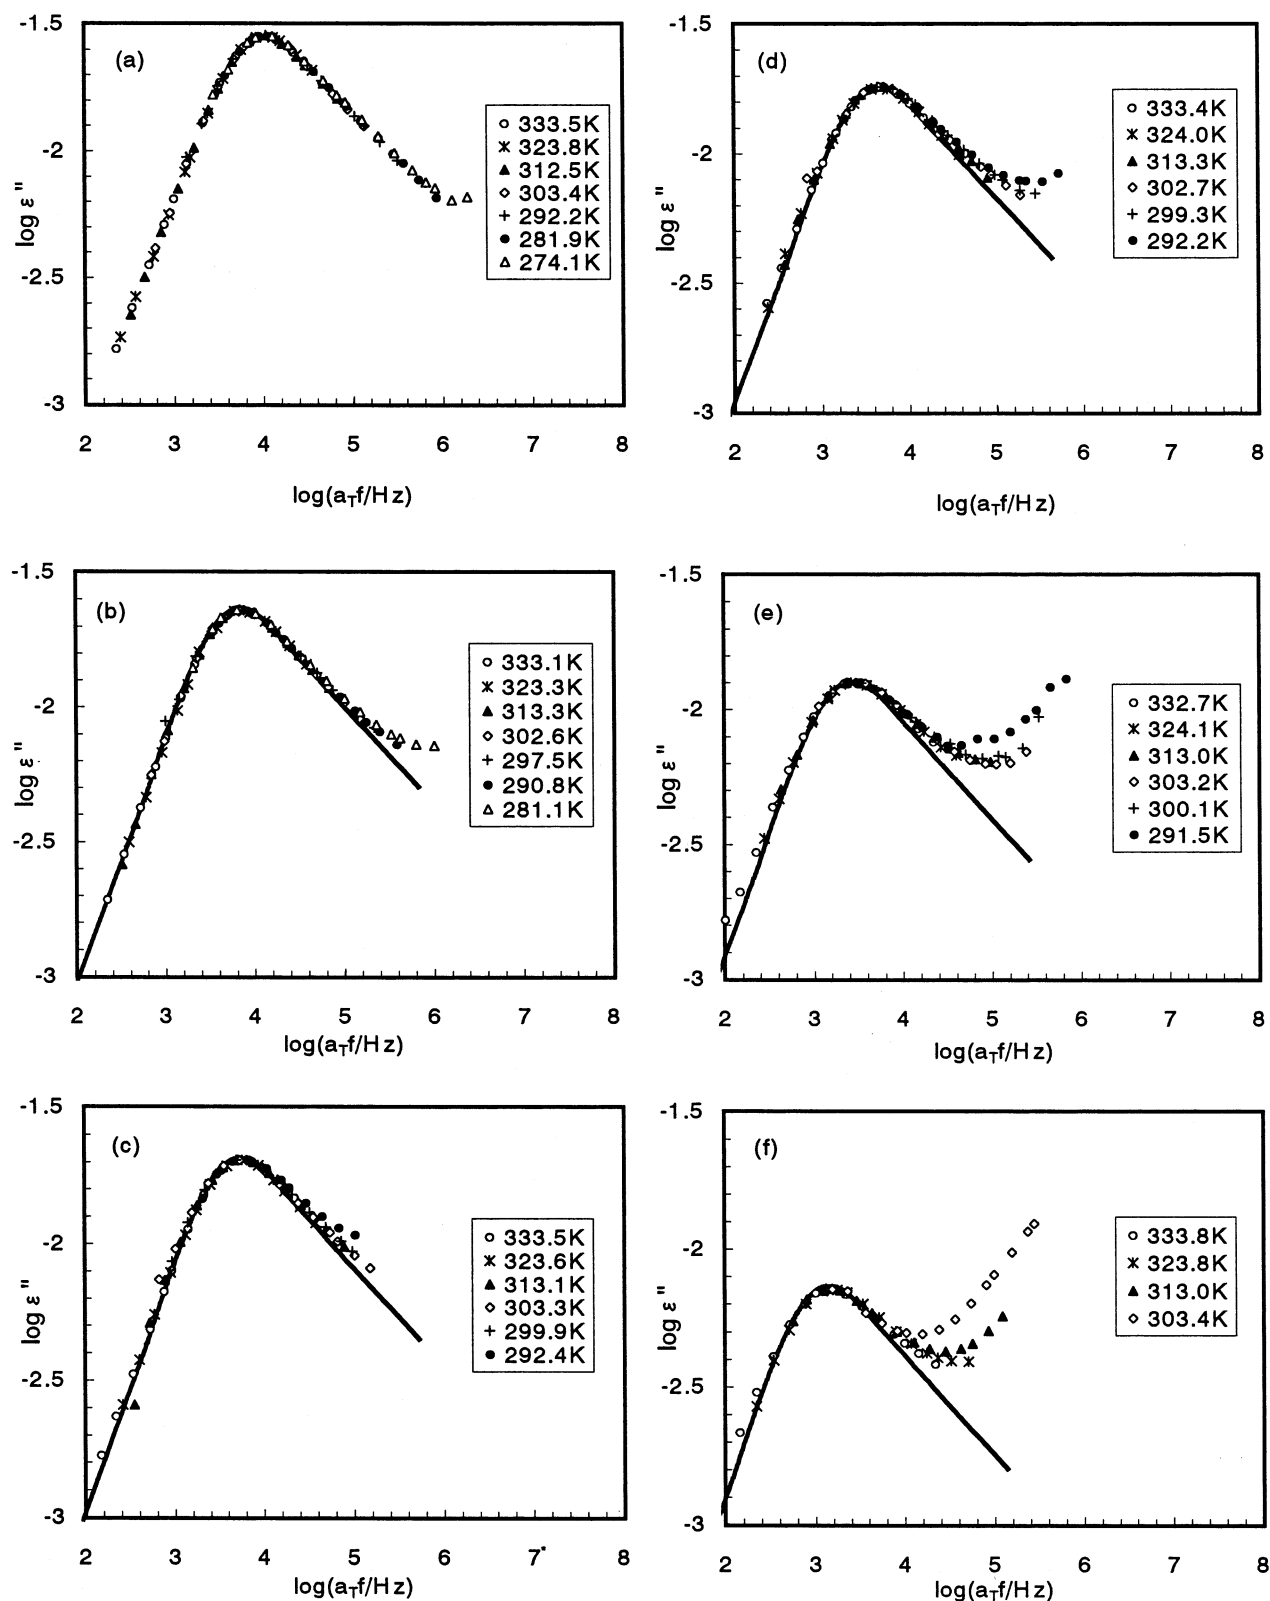 -1.5
(a)
333.5K
323.8K
312.5K
303.4K
292.2K
281.9K
274.1K
-2
log ε"
-2.5
-3
2 3 4 5 6 7 8
log(aTf/Hz)
-1.5
(d)
333.4K
324.0K
313.3K
302.7K
299.3K
292.2K
-2
log ε"
-2.5
-3
2 3 4 5 6 7 8
log(aTf/Hz)
-1.5
(b)
333.1K
323.3K
313.3K
302.6K
297.5K
290.8K
281.1K
-2
log ε"
-2.5
-3
2 3 4 5 6 7 8
log(aTf/Hz)
-1.5
(e)
332.7K
324.1K
313.0K
303.2K
300.1K
291.5K
-2
log ε"
-2.5
-3
2 3 4 5 6 7 8
log(aTf/Hz)
-1.5
(c)
333.5K
323.6K
313.1K
303.3K
299.9K
292.4K
-2
log ε"
-2.5
-3
2 3 4 5 6 7 8
log(aTf/Hz)
-1.5
(f)
333.8K
323.8K
313.0K
303.4K
-2
log ε"
-2.5
-3
2 3 4 5 6 7 8
log(aTf/Hz)